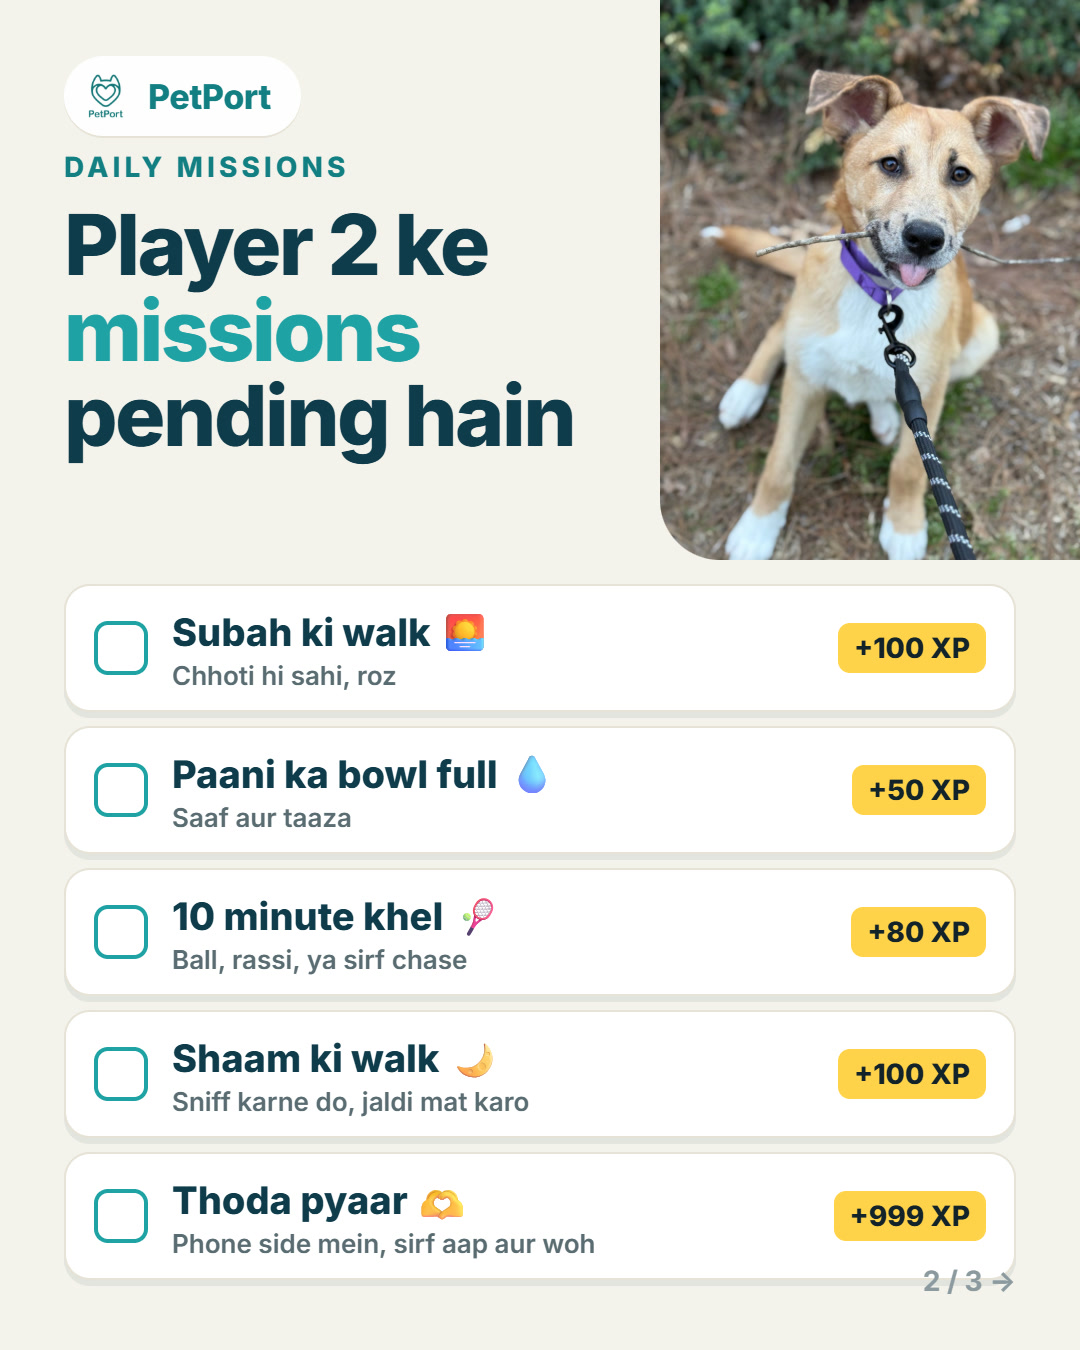 PetPort
PetPort
DAILY MISSIONS
Player 2 ke
missions
pending hain
Subah ki walk 🌅
+100 XP
Chhoti hi sahi, roz
Paani ka bowl full 💧
+50 XP
Saaf aur taaza
10 minute khel 🎾
+80 XP
Ball, rassi, ya sirf chase
Shaam ki walk 🌙
+100 XP
Sniff karne do, jaldi mat karo
Thoda pyaar 🫶
+999 XP
Phone side mein, sirf aap aur woh
2 / 3 →